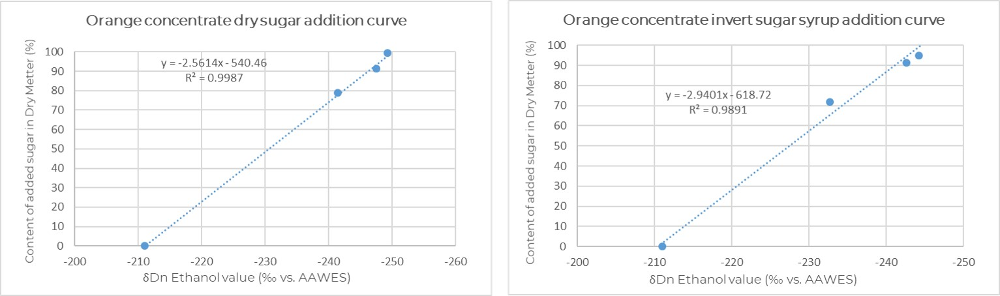 Orange concentrate dry sugar addition curve
Content of added sugar in Dry Metter (%)
100
90
80
70
60
50
40
30
20
10
0
y = -2.5614x - 540.46
R² = 0.9987
-200 -210 -220 -230 -240 -250 -260
δDn Ethanol value (‰ vs. AAWES)
Orange concentrate invert sugar syrup addition curve
Content of added sugar in Dry Metter (%)
100
90
80
70
60
50
40
30
20
10
0
y = -2.9401x - 618.72
R² = 0.9891
-200 -210 -220 -230 -240 -250
δDn Ethanol value (‰ vs. AAWES)